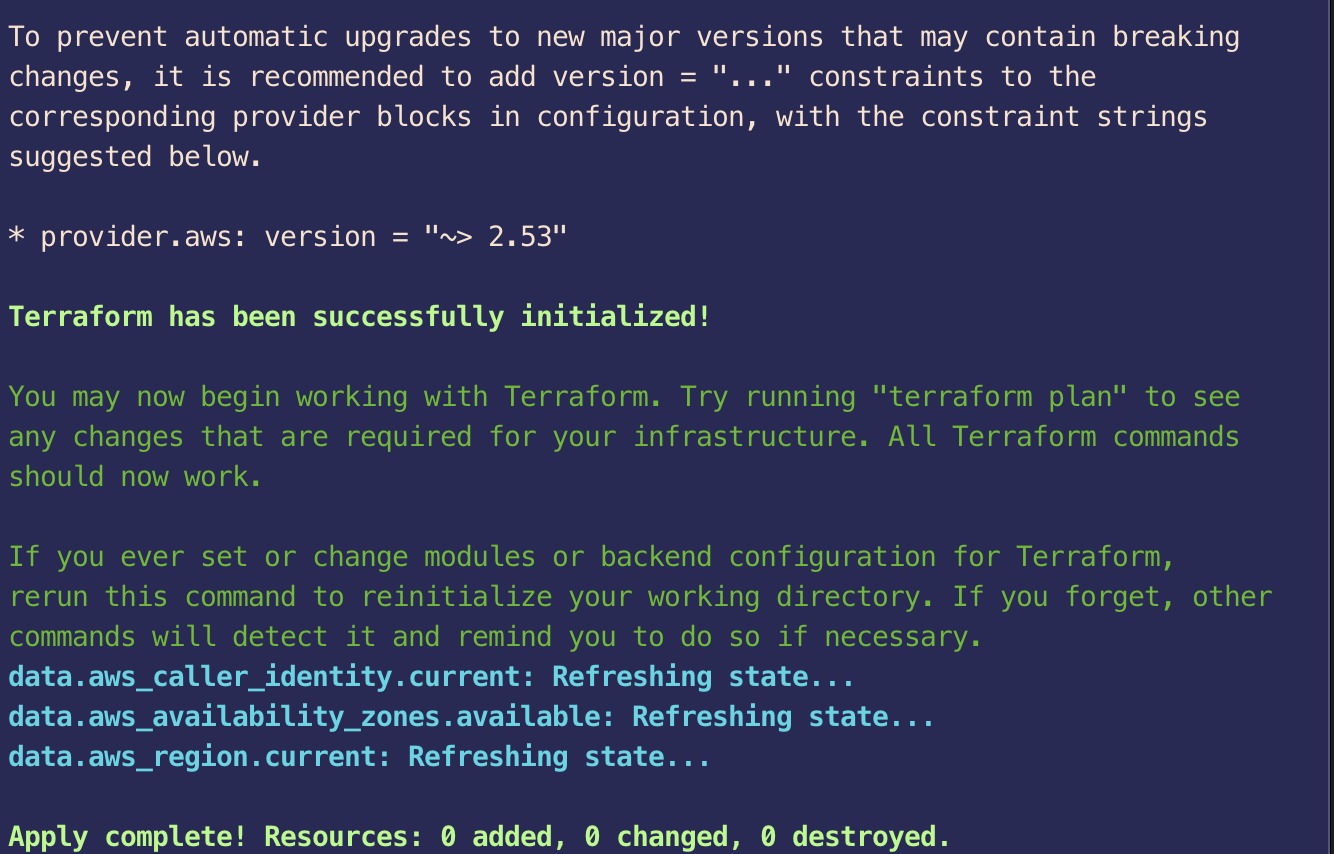 To prevent automatic upgrades to new major versions that may contain breaking
changes, it is recommended to add version = "..." constraints to the
corresponding provider blocks in configuration, with the constraint strings
suggested below.

* provider.aws: version = "~> 2.53"

Terraform has been successfully initialized!

You may now begin working with Terraform. Try running "terraform plan" to see
any changes that are required for your infrastructure. All Terraform commands
should now work.

If you ever set or change modules or backend configuration for Terraform,
rerun this command to reinitialize your working directory. If you forget, other
commands will detect it and remind you to do so if necessary.
data.aws_caller_identity.current: Refreshing state...
data.aws_availability_zones.available: Refreshing state...
data.aws_region.current: Refreshing state...

Apply complete! Resources: 0 added, 0 changed, 0 destroyed.